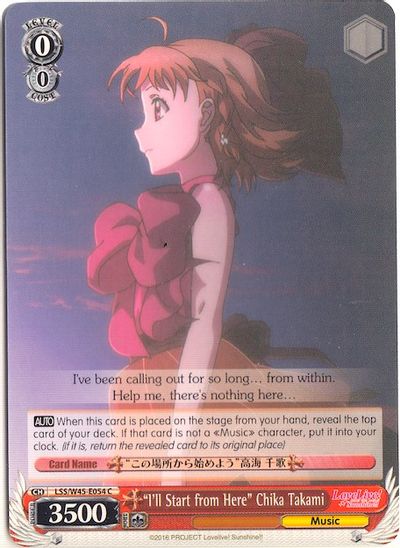 LEVEL
0
0
COST
I've been calling out for so long... from within.
Help me, there's nothing here...
AUTO When this card is placed on the stage from your hand, reveal the top
card of your deck. If that card is not a «Music» character, put it into your
clock. (if it is, return the revealed card to its original place)
Card Name "この場所から始めよう"高海 千歌
CH LSS/W45-E054 C
"I'll Start from Here" Chika Takami
POWER 3500
Music
LoveLive!
Sunshine!!
©2016 PROJECT Lovelive! Sunshine!!